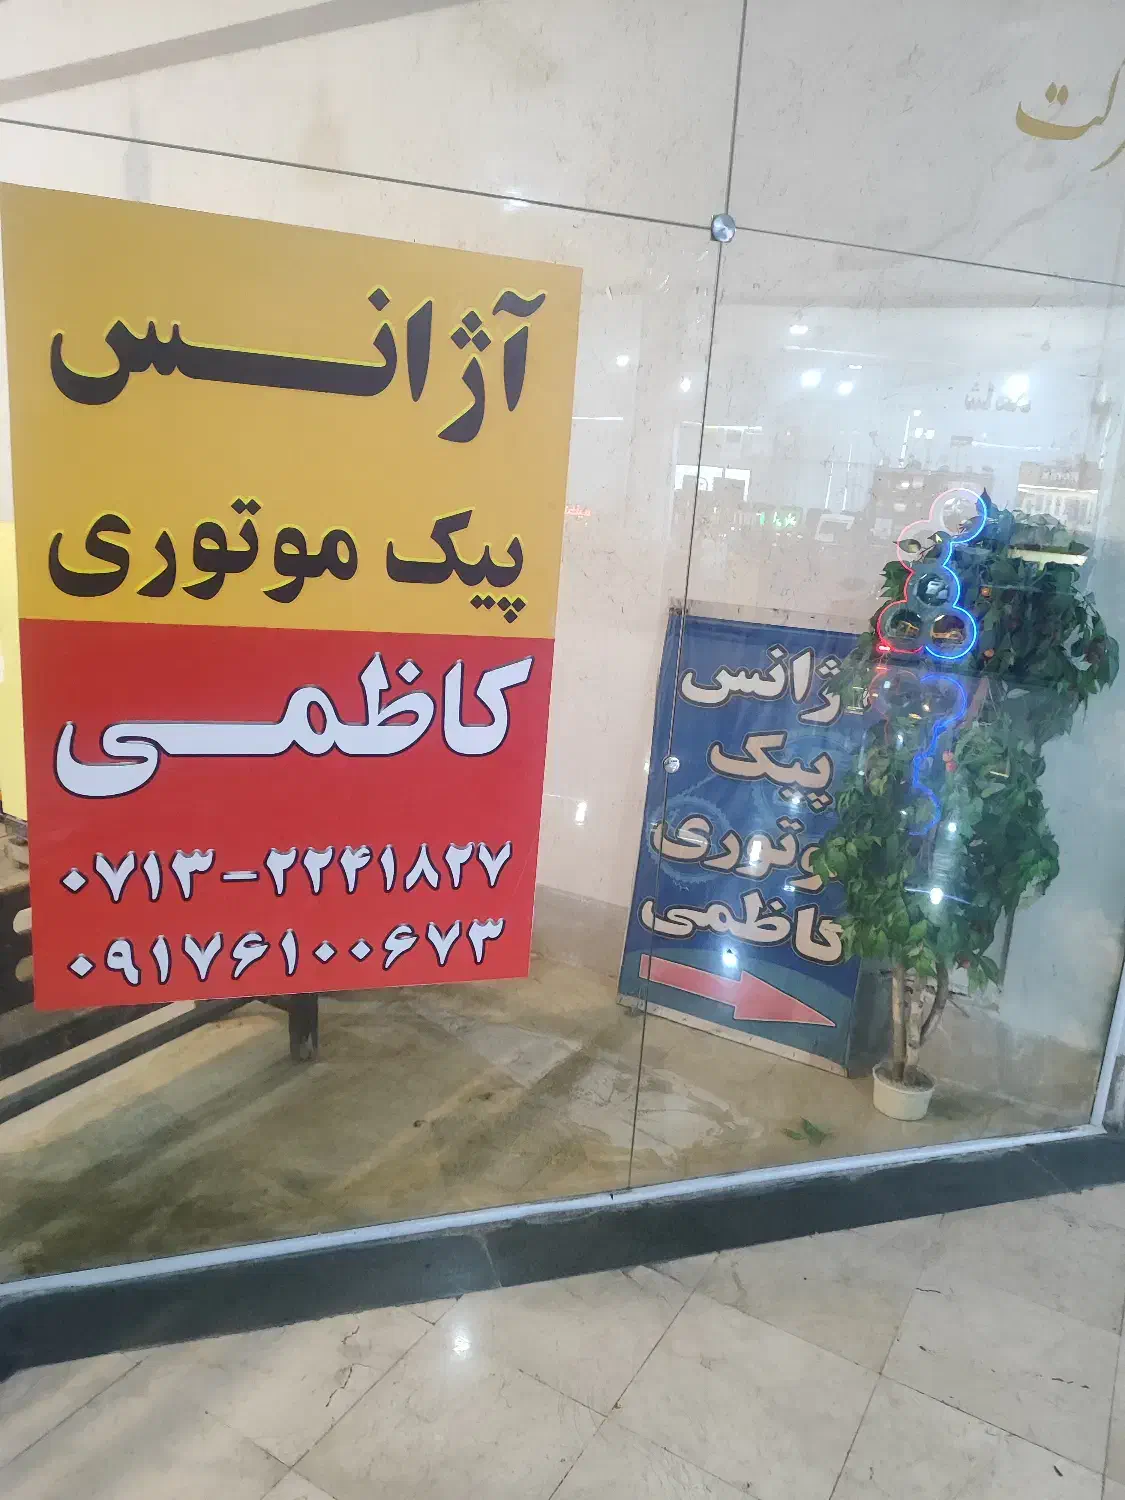 آژانس
پیک موتوری
کاظمی
۰۷۱۳-۲۲۴۱۸۲۷
۰۹۱۷۶۱۰۰۶۷۳
ژانس
پیک
وتوری
کاظمی